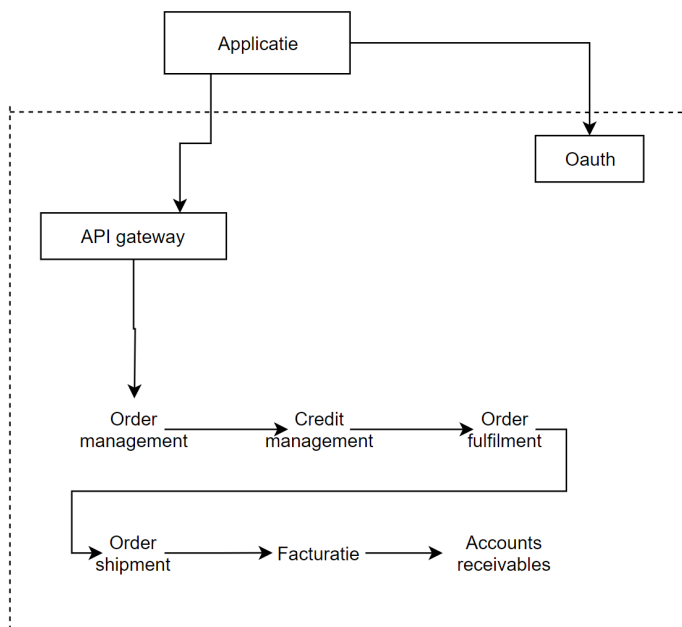 Applicatie
Oauth
API gateway
Order
management
Credit
management
Order
fulfilment
Order
shipment
Facturatie
Accounts
receivables